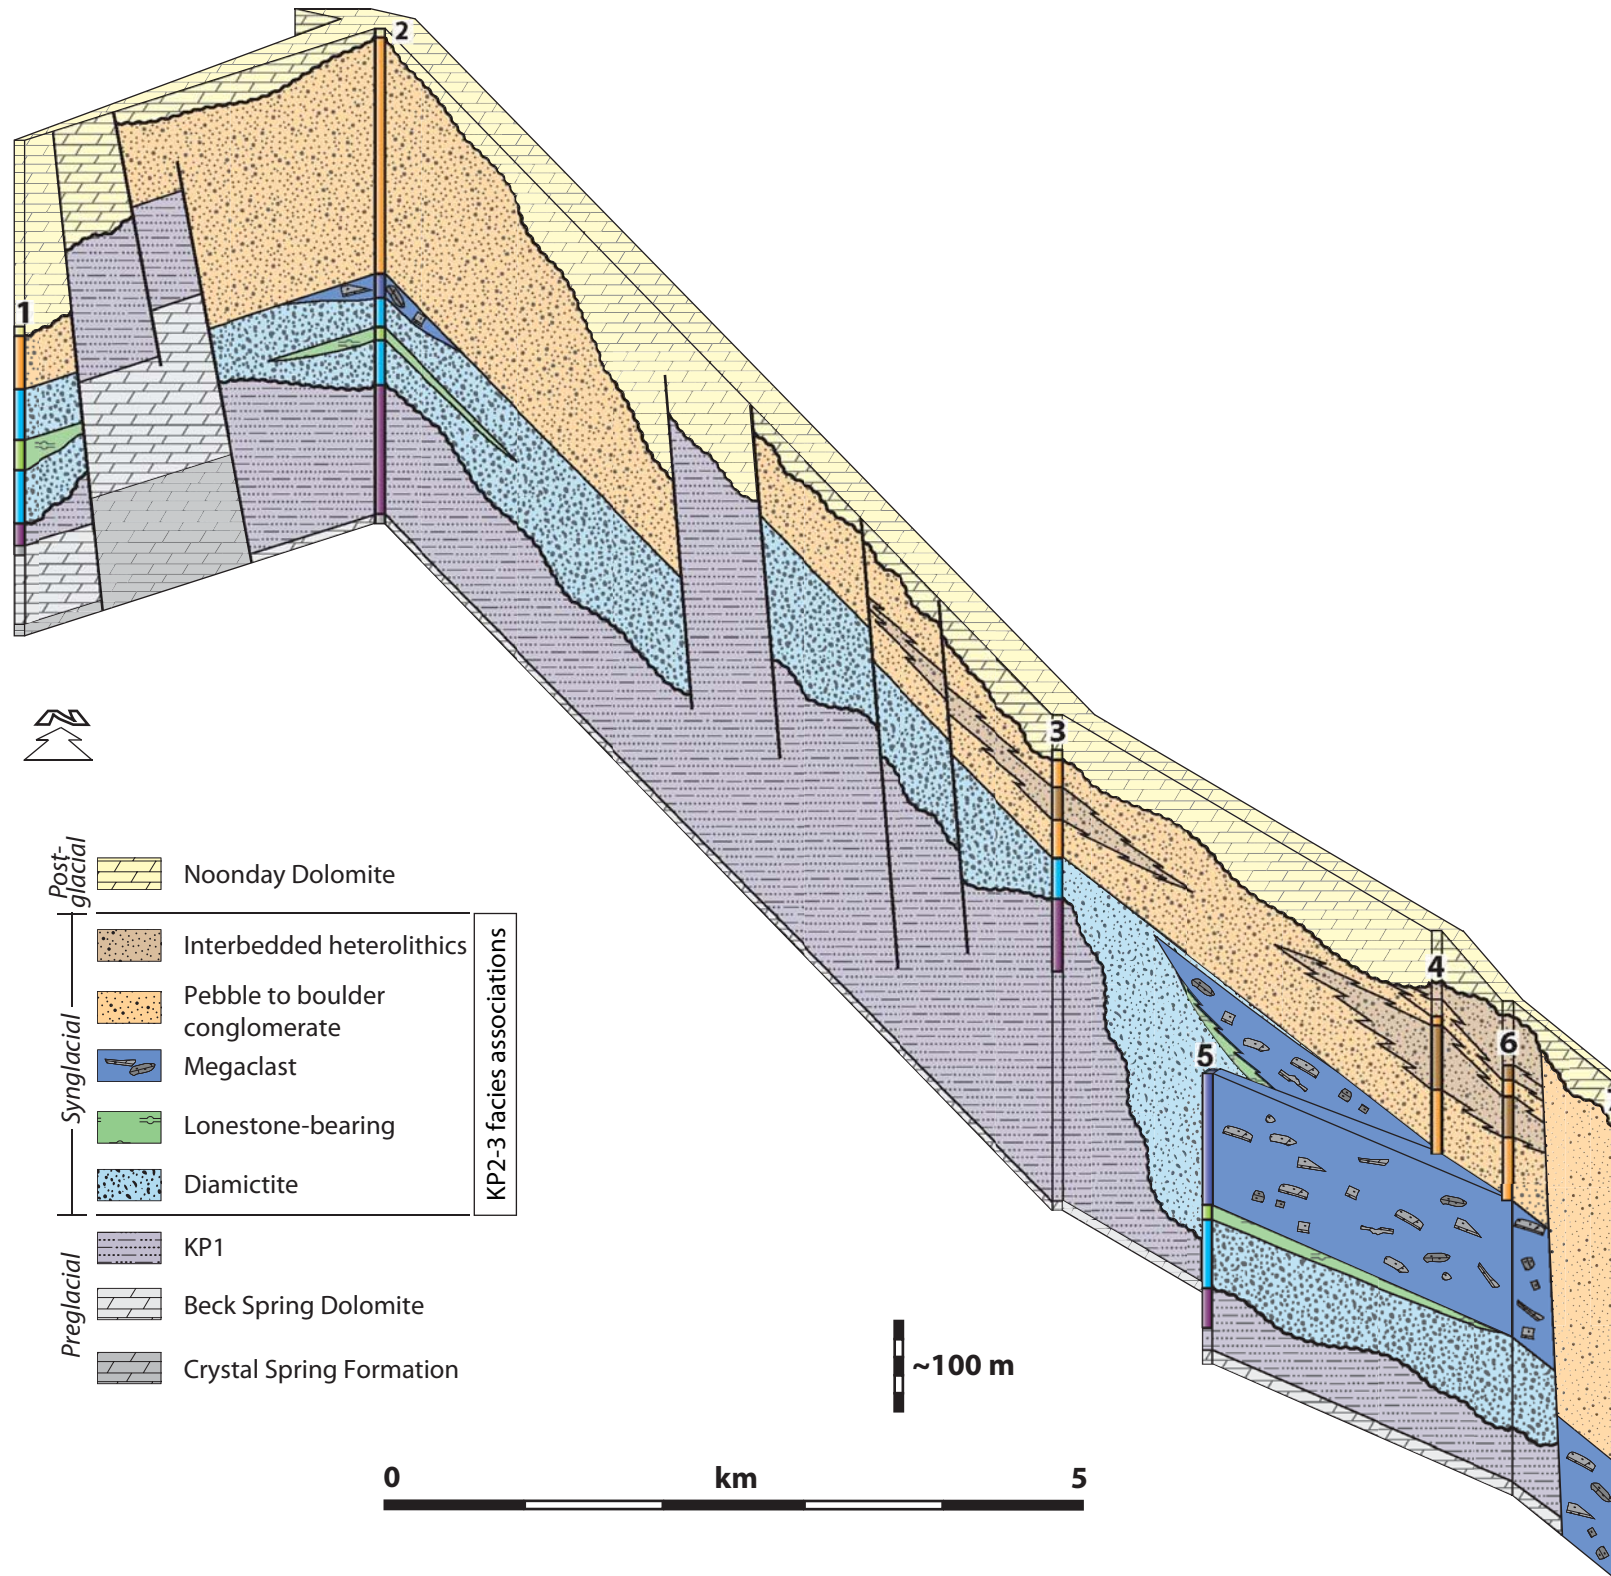 2
1
3
4
6
5
Post-
glacial
Noonday Dolomite
Synglacial
Interbedded heterolithics
Pebble to boulder
conglomerate
Megaclast
Lonestone-bearing
Diamictite
KP2-3 facies associations
Preglacial
KP1
Beck Spring Dolomite
Crystal Spring Formation
~100 m
0 km 5